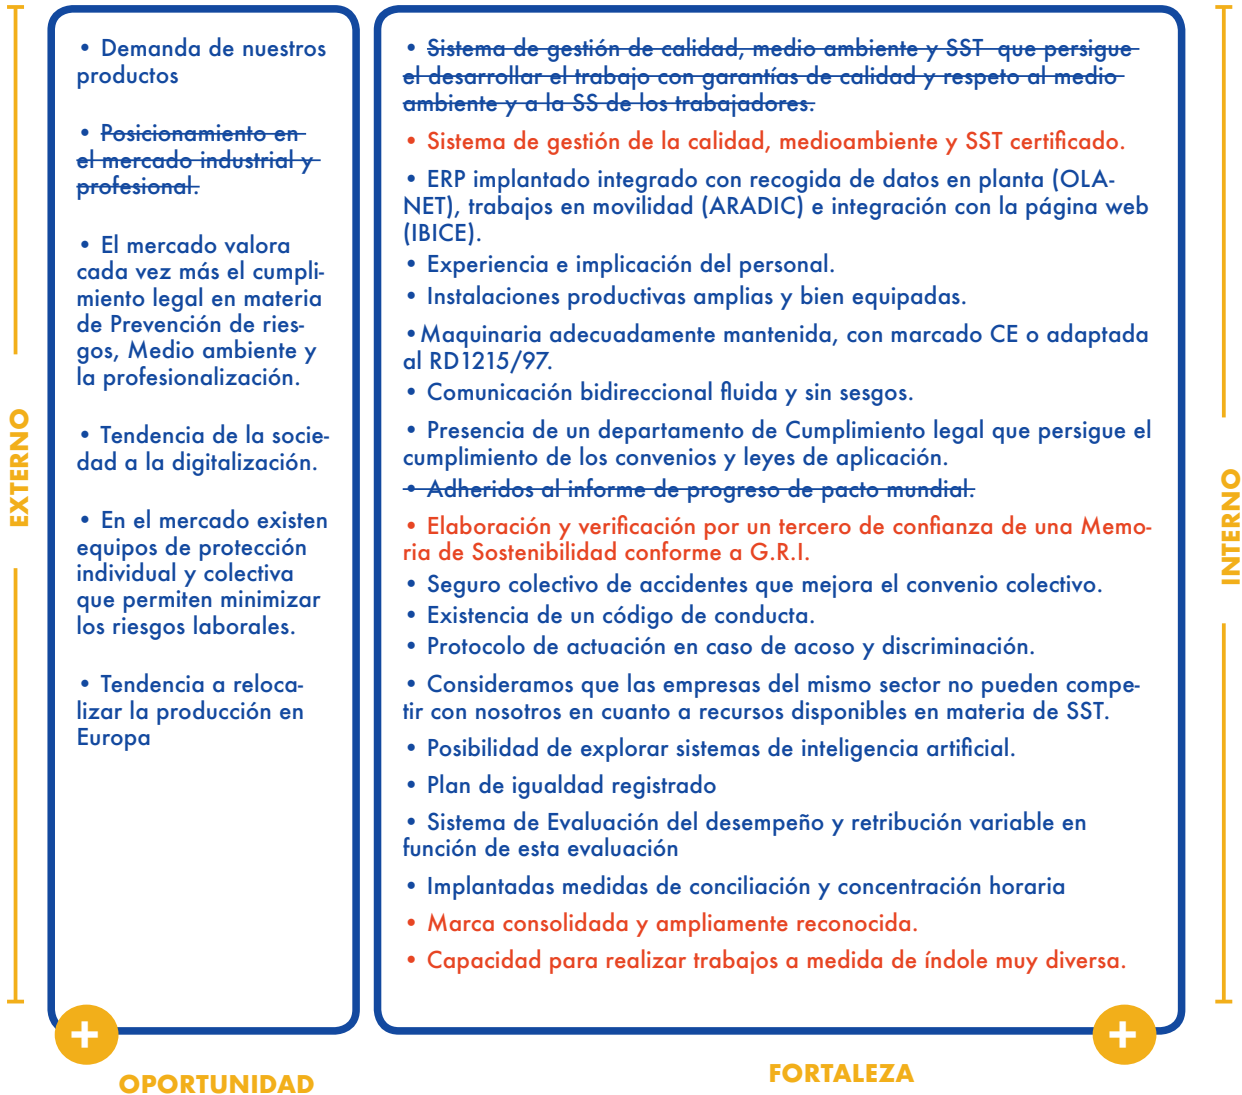 EXTERNO
• Demanda de nuestros
productos
• Posicionamiento en
el mercado industrial y
profesional.
• El mercado valora
cada vez más el cumpli-
miento legal en materia
de Prevención de ries-
gos, Medio ambiente y
la profesionalización.
• Tendencia de la socie-
dad a la digitalización.
• En el mercado existen
equipos de protección
individual y colectiva
que permiten minimizar
los riesgos laborales.
• Tendencia a reloca-
lizar la producción en
Europa
+
OPORTUNIDAD
• Sistema de gestión de calidad, medio ambiente y SST que persigue
el desarrollar el trabajo con garantías de calidad y respeto al medio
ambiente y a la SS de los trabajadores.
• Sistema de gestión de la calidad, medioambiente y SST certificado.
• ERP implantado integrado con recogida de datos en planta (OLA-
NET), trabajos en movilidad (ARADIC) e integración con la página web
(IBICE).
• Experiencia e implicación del personal.
• Instalaciones productivas amplias y bien equipadas.
•Maquinaria adecuadamente mantenida, con marcado CE o adaptada
al RD1215/97.
• Comunicación bidireccional fluida y sin sesgos.
• Presencia de un departamento de Cumplimiento legal que persigue el
cumplimiento de los convenios y leyes de aplicación.
• Adheridos al informe de progreso de pacto mundial.
• Elaboración y verificación por un tercero de confianza de una Memo-
ria de Sostenibilidad conforme a G.R.I.
• Seguro colectivo de accidentes que mejora el convenio colectivo.
• Existencia de un código de conducta.
• Protocolo de actuación en caso de acoso y discriminación.
• Consideramos que las empresas del mismo sector no pueden compe-
tir con nosotros en cuanto a recursos disponibles en materia de SST.
• Posibilidad de explorar sistemas de inteligencia artificial.
• Plan de igualdad registrado
• Sistema de Evaluación del desempeño y retribución variable en
función de esta evaluación
• Implantadas medidas de conciliación y concentración horaria
• Marca consolidada y ampliamente reconocida.
• Capacidad para realizar trabajos a medida de índole muy diversa.
+
FORTALEZA
INTERNO